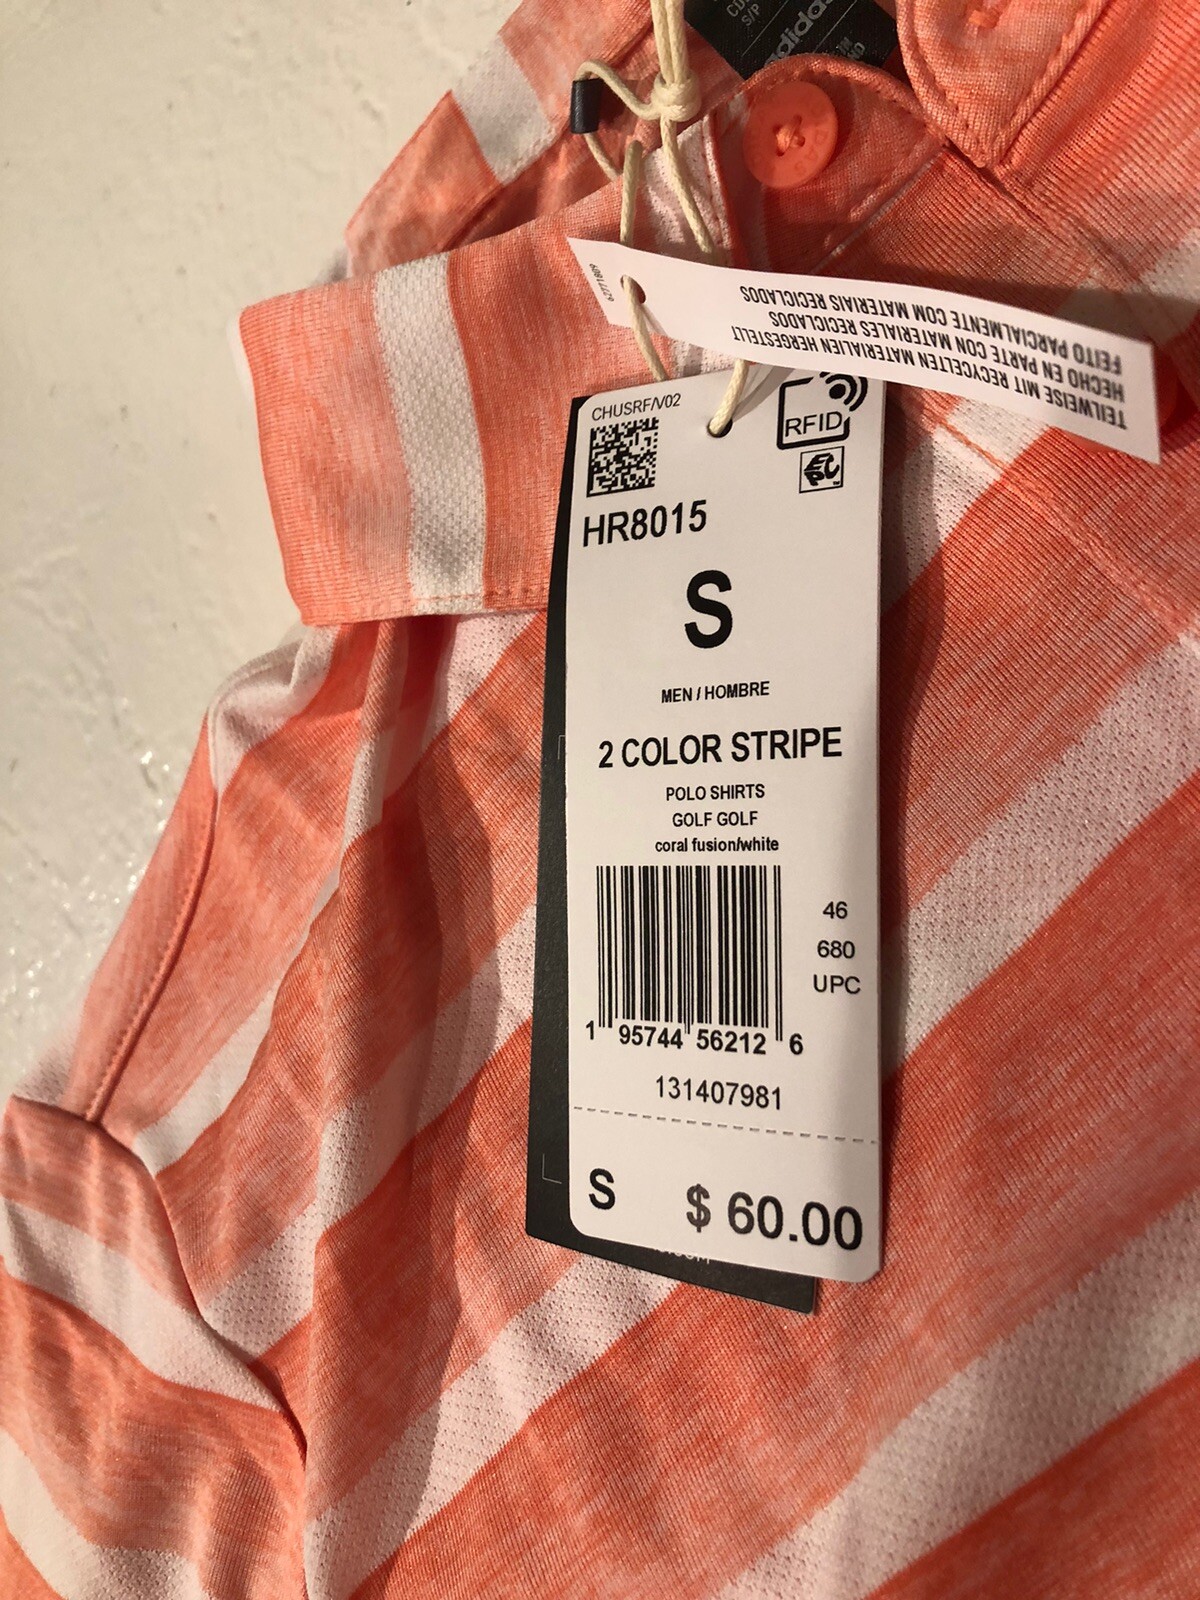 adidas
S/P
62771809
TEILWEISE MIT RECYCELTEN MATERIALIEN HERGESTELLT
HECHO EN PARTE CON MATERIALES RECICLADOS
FEITO PARCIALMENTE COM MATERIAIS RECICLADOS
CHUSRF/V02
RFID
HR8015
S
MEN / HOMBRE
2 COLOR STRIPE
POLO SHIRTS
GOLF GOLF
coral fusion/white
46
680
UPC
1 95744 56212 6
131407981
S $ 60.00